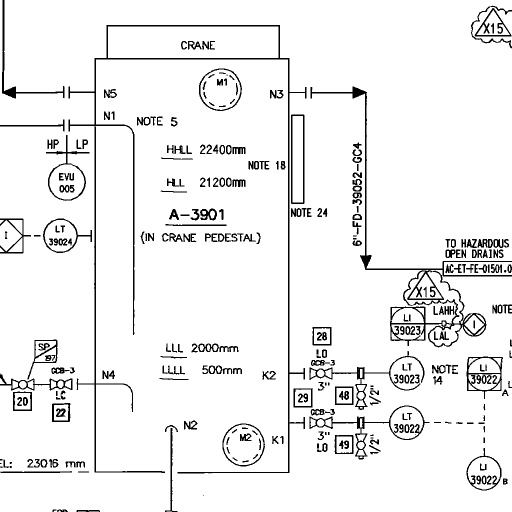 X15
CRANE
M1
N5
N3
N1
NOTE 5
HP
LP
HHLL 22400mm
NOTE 18
EVU
005
HLL 21200mm
6"-FD-39052-GC4
NOTE 24
A-3901
(IN CRANE PEDESTAL)
I
LT
39024
TO HAZARDOUS
OPEN DRAINS
AC-ET-FE-01501.0
X15
LAHH
LI
39023
I
LAL
NOTE
SP
197
28
LLL 2000mm
LO
GCB-3
N4
GCB-3
LC
LLLL 500mm
K2
3"
LT
39023
NOTE
14
LI
39022
A
20
22
29
48
1/2"
GCB-3
N2
M2
K1
3"
LO
49
1/2"
LT
39022
EL: 23016 mm
LI
39022
B